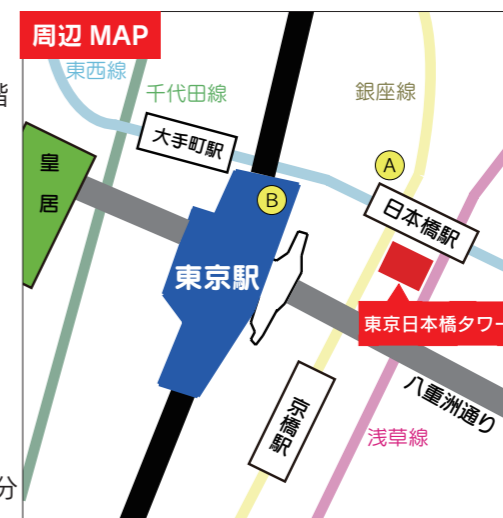 周辺 MAP
階
東西線
千代田線
銀座線
大手町駅
A
皇居
B
日本橋駅
東京駅
東京日本橋タワー
八重洲通り
京橋駅
浅草線
分